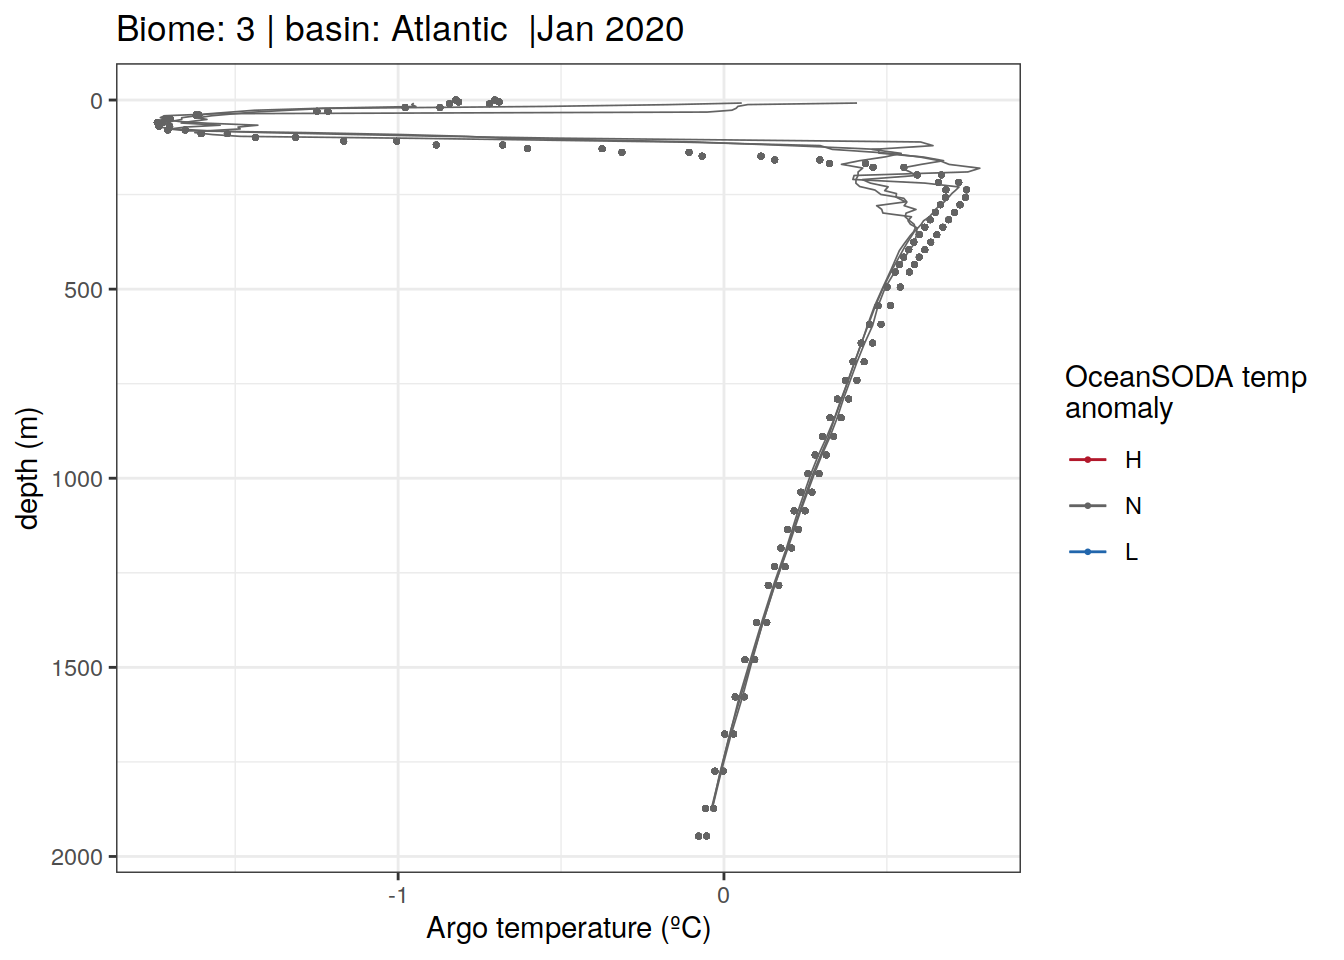 Biome: 3 | basin: Atlantic  |Jan 2020
0
500
1000
1500
2000
depth (m)
-1
0
Argo temperature (ºC)
OceanSODA temp
anomaly
H
N
L